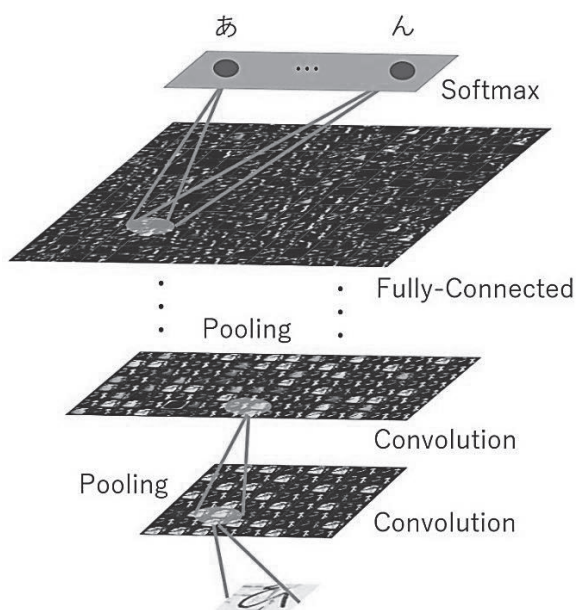 あ ••• ん
Softmax
Fully-Connected
Pooling
Convolution
Pooling
Convolution